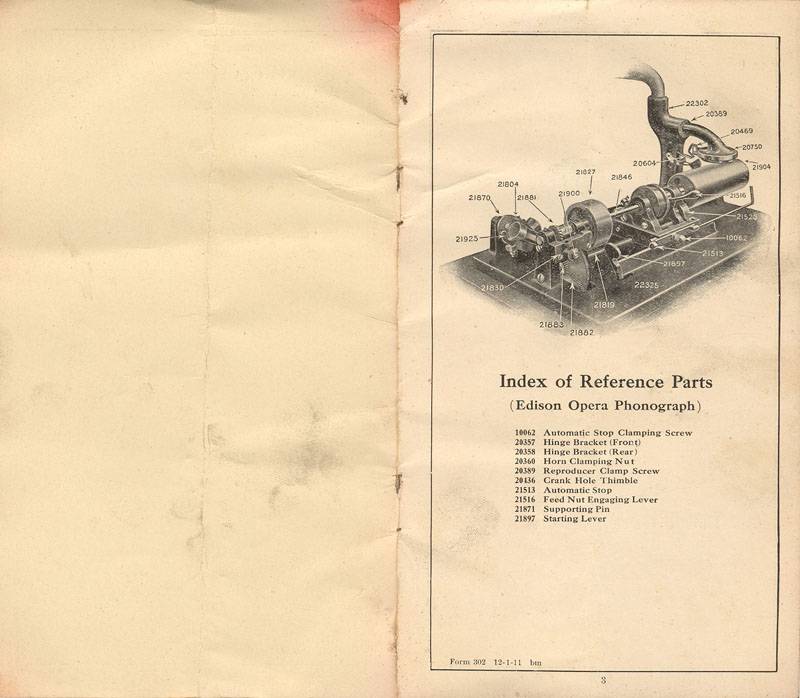 22302
20389
20469
20750
20604
21904
21827
21846
21804
21881
21900
21870
21516
21525
21925
10062
21513
21897
21830
22325
21819
21883
21882
Index of Reference Parts
(Edison Opera Phonograph)
10062 Automatic Stop Clamping Screw
20357 Hinge Bracket (Front)
20358 Hinge Bracket (Rear)
20360 Horn Clamping Nut
20389 Reproducer Clamp Screw
20436 Crank Hole Thimble
21513 Automatic Stop
21516 Feed Nut Engaging Lever
21871 Supporting Pin
21897 Starting Lever
Form 302 12-1-11 bm
3